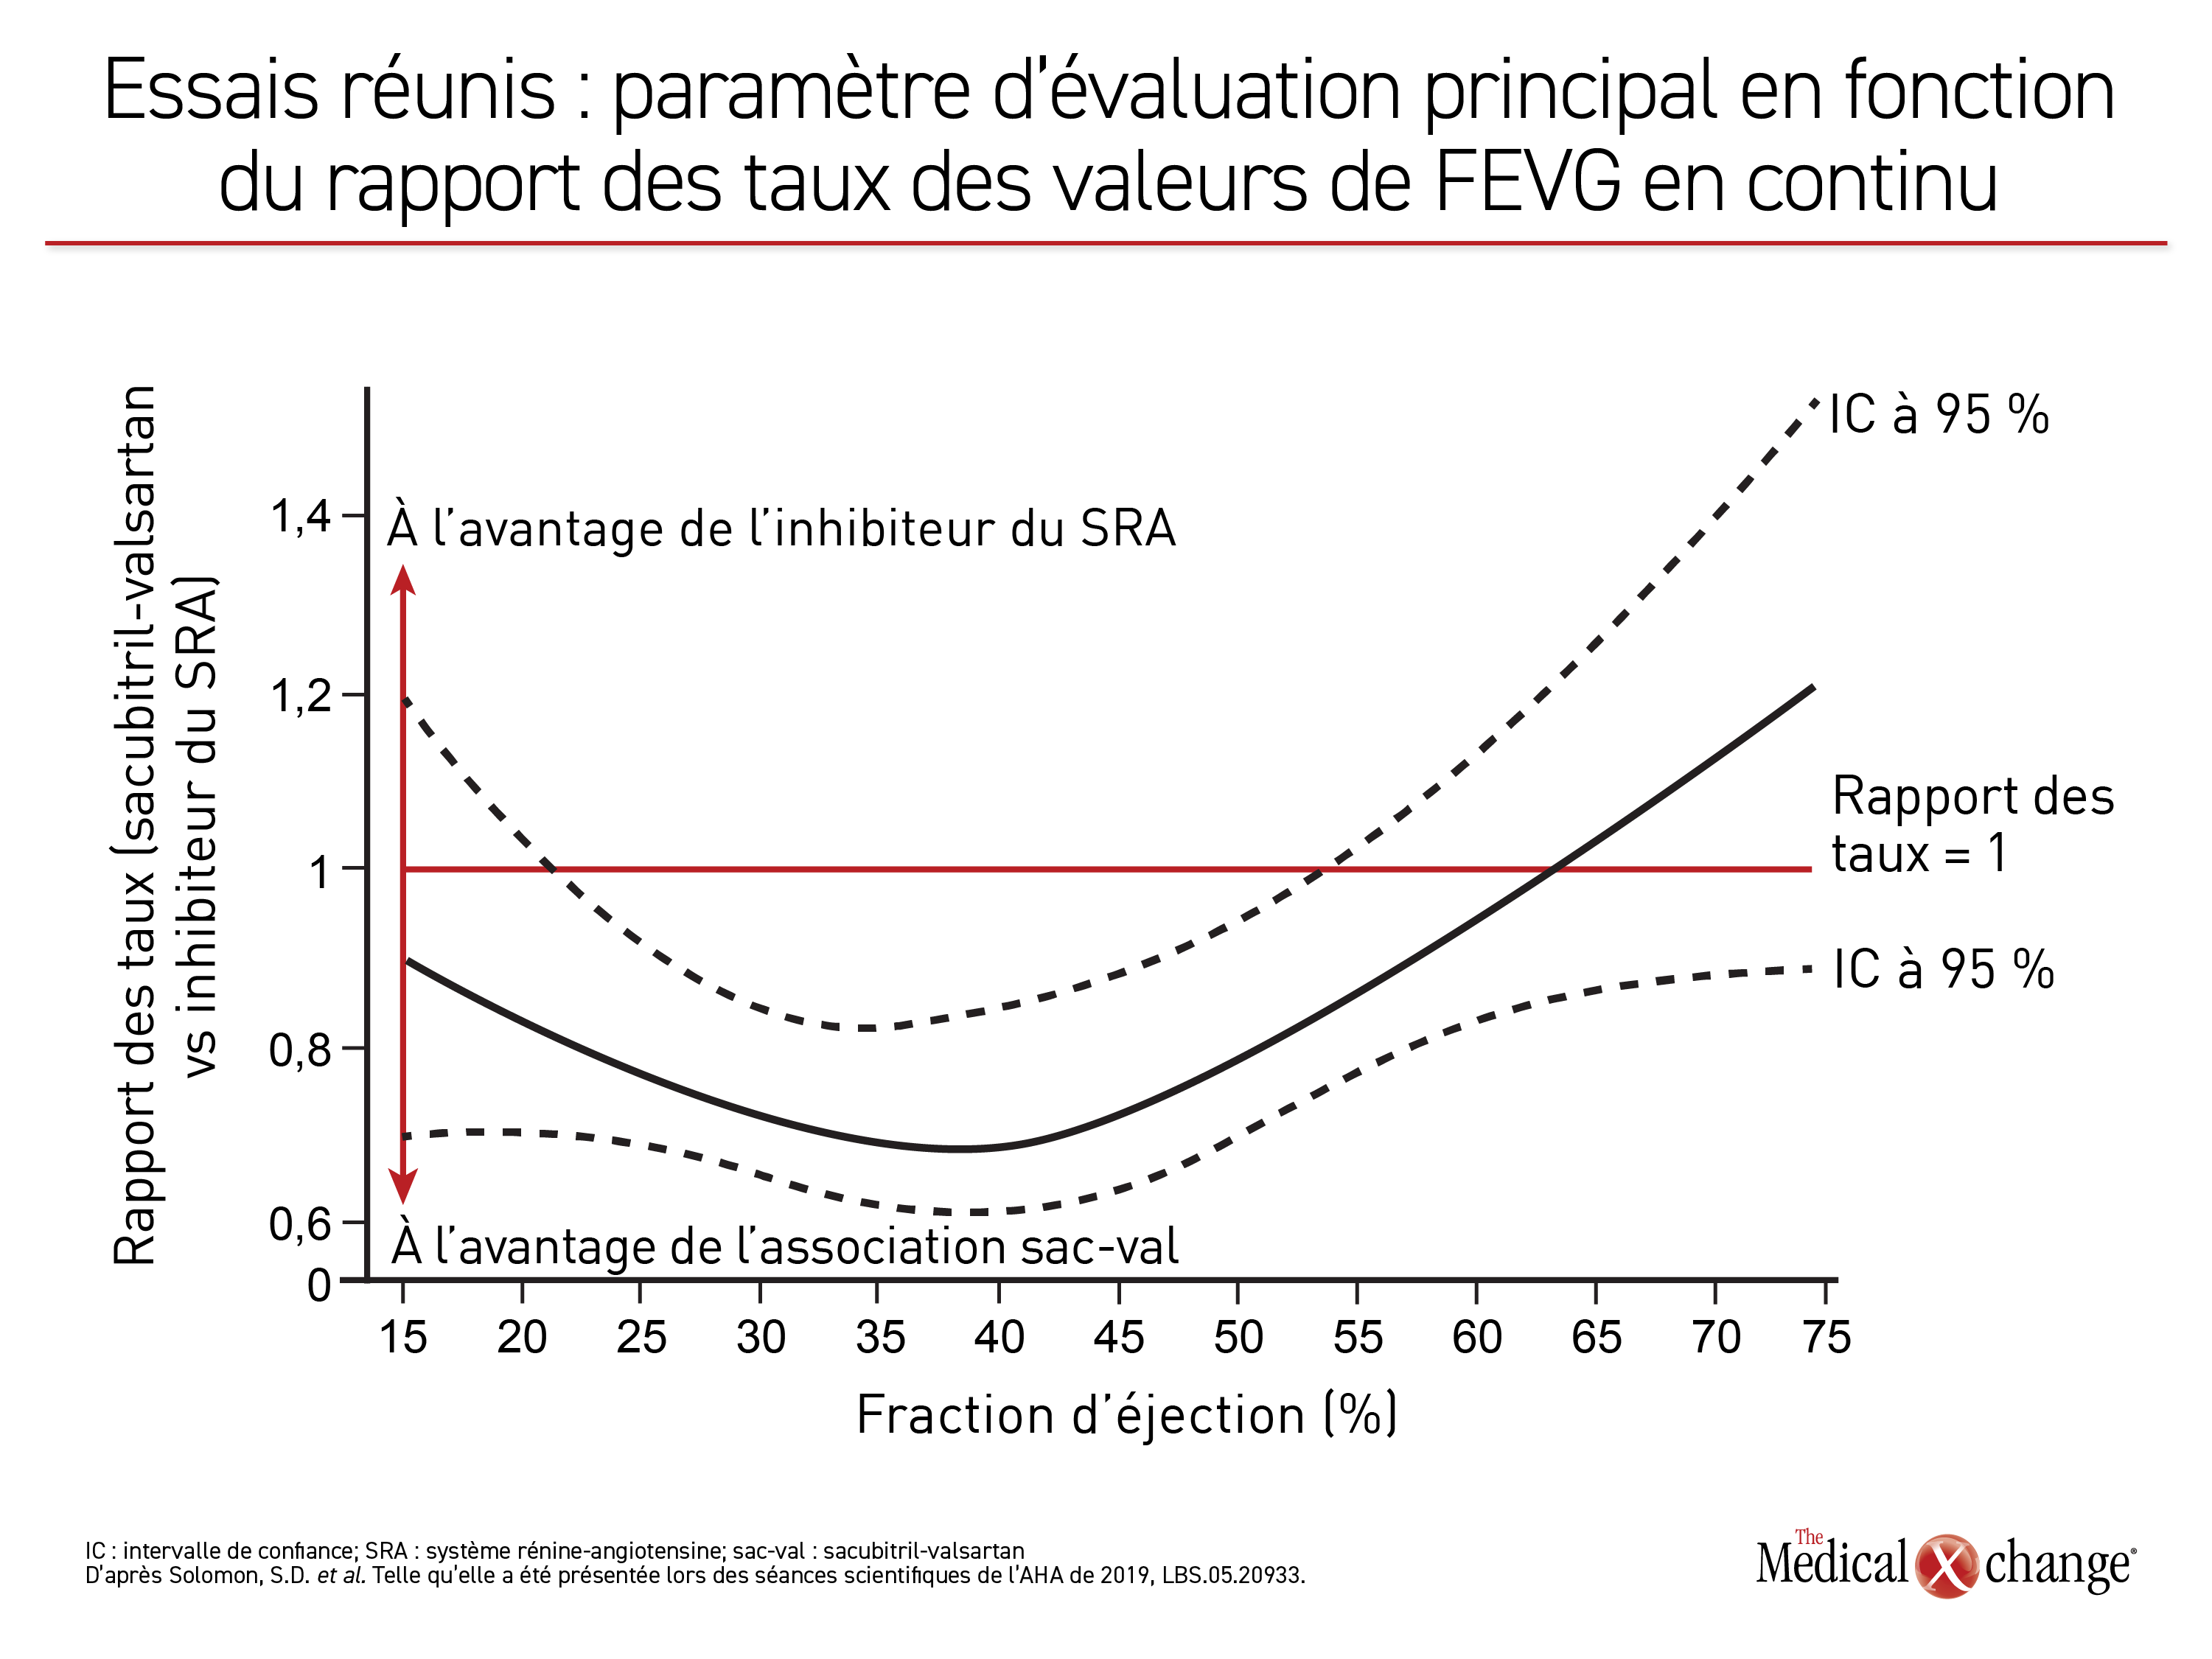 Essais réunis : paramètre d’évaluation principal en fonction
du rapport des taux des valeurs de FEVG en continu
Rapport des taux (sacubitril-valsartan
vs inhibiteur du SRA)
1,4
1,2
1
0,8
0,6
0
À l’avantage de l’inhibiteur du SRA
À l’avantage de l’association sac-val
IC à 95 %
Rapport des
taux = 1
IC à 95 %
15 20 25 30 35 40 45 50 55 60 65 70 75
Fraction d’éjection (%)
IC : intervalle de confiance; SRA : système rénine-angiotensine; sac-val : sacubitril-valsartan
D’après Solomon, S.D. et al. Telle qu’elle a été présentée lors des séances scientifiques de l’AHA de 2019, LBS.05.20933.
The
Medical X change®